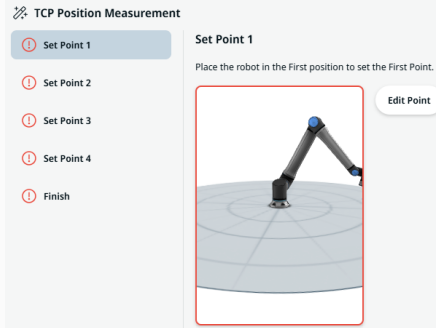 TCP Position Measurement
Set Point 1
Set Point 2
Set Point 3
Set Point 4
Finish
Set Point 1
Place the robot in the First position to set the First Point.
Edit Point